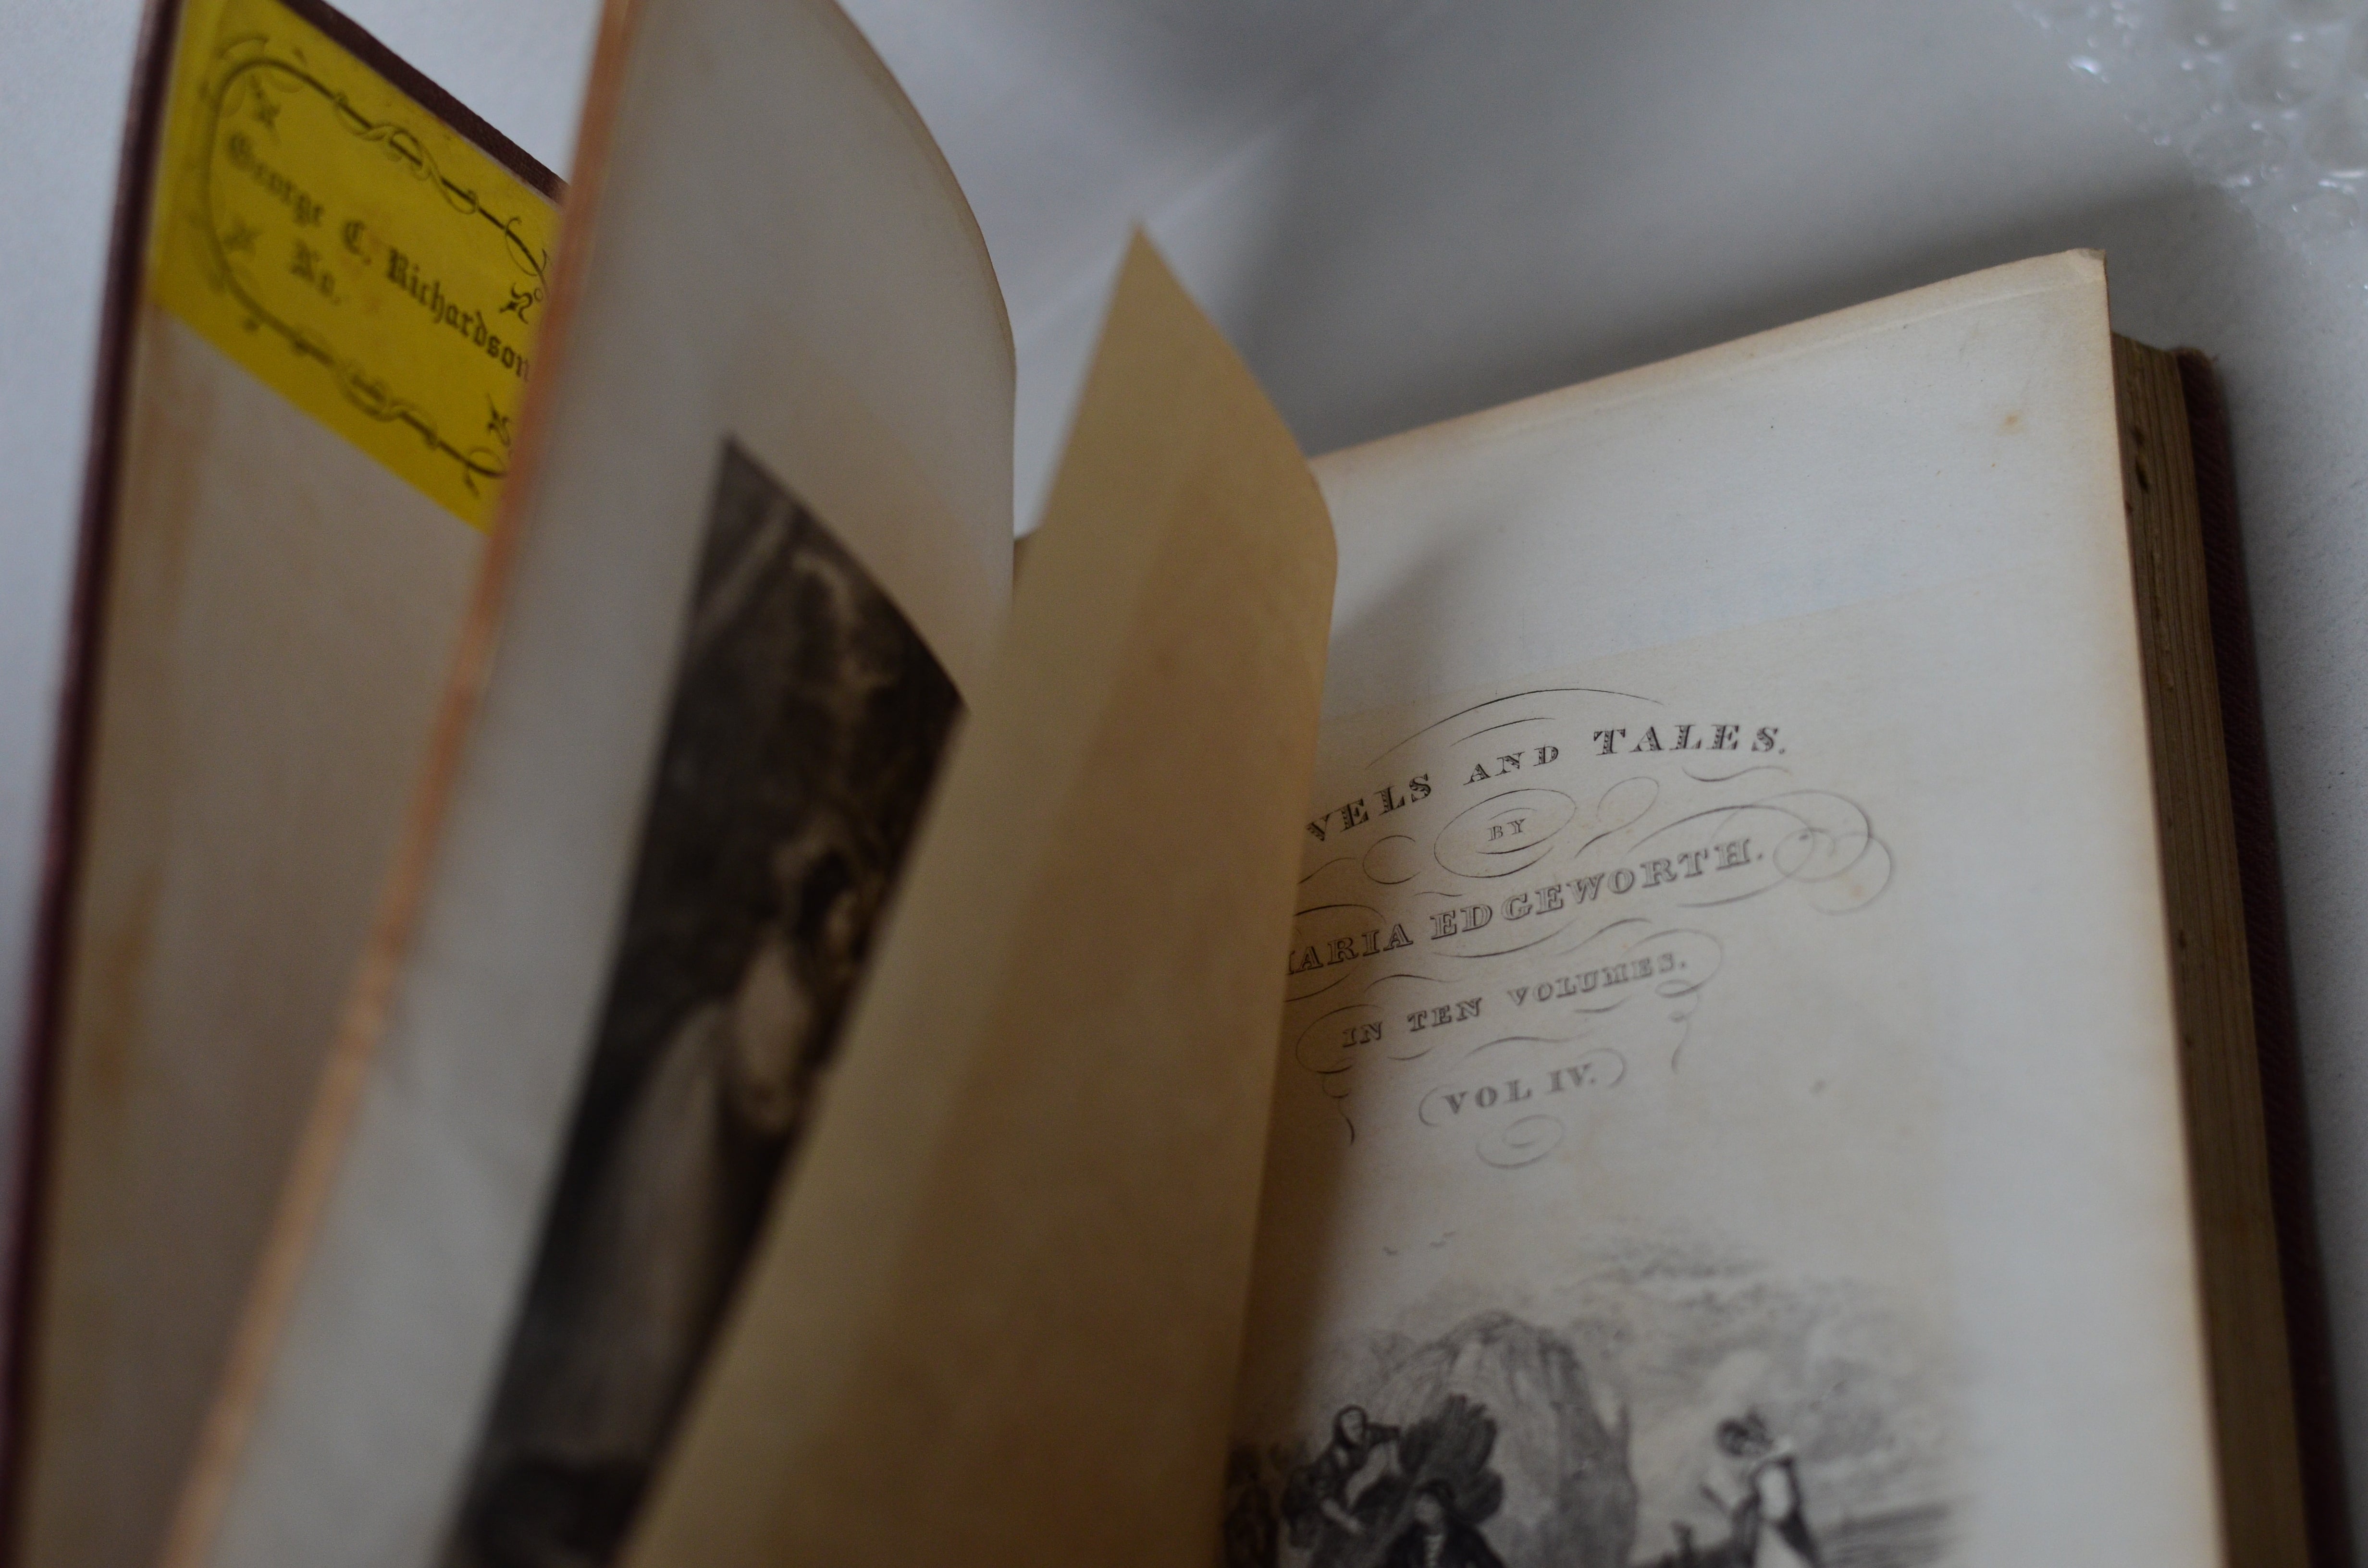 George C. Richardson
No.
VELS AND TALES.
BY
MARIA EDGEWORTH.
IN TEN VOLUMES.
VOL IV.